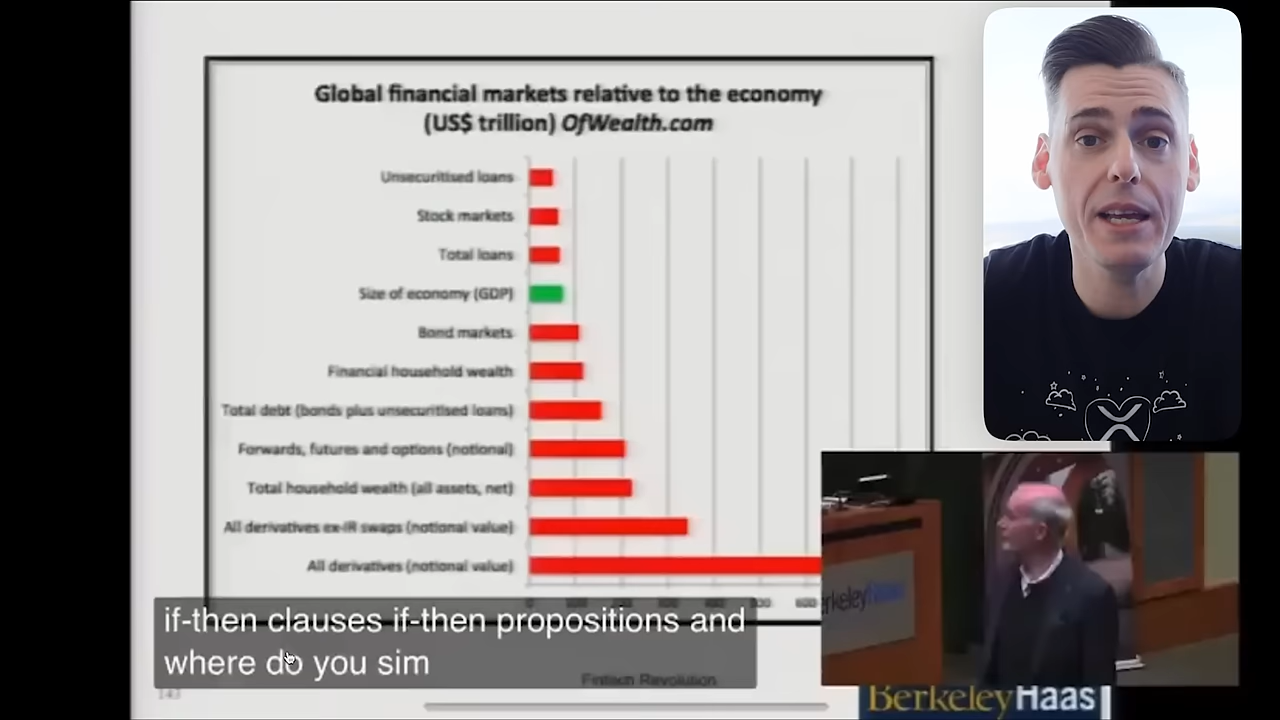 Global financial markets relative to the economy
(US$ trillion) OfWealth.com
Unsecuritised loans
Stock markets
Total loans
Size of economy (GDP)
Bond markets
Financial household wealth
Total debt (bonds plus unsecuritised loans)
Forwards, futures and options (notional)
Total household wealth (all assets, net)
All derivatives ex-IR swaps (notional value)
All derivatives (notional value)
if-then clauses if-then propositions and
where do you sim
Fintech Revolution
BerkeleyHaas